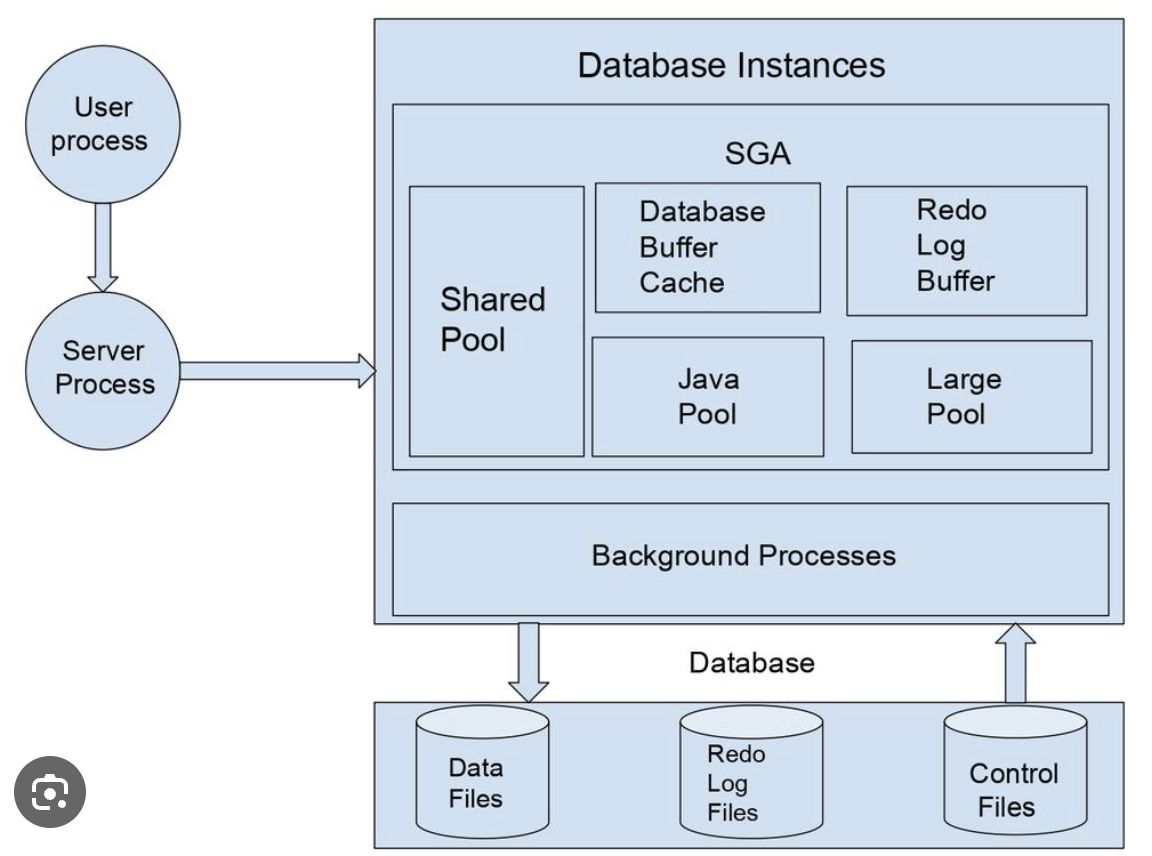 User
process
Server
Process
Database Instances
SGA
Shared
Pool
Database
Buffer
Cache
Redo
Log
Buffer
Java
Pool
Large
Pool
Background Processes
Database
Data
Files
Redo
Log
Files
Control
Files